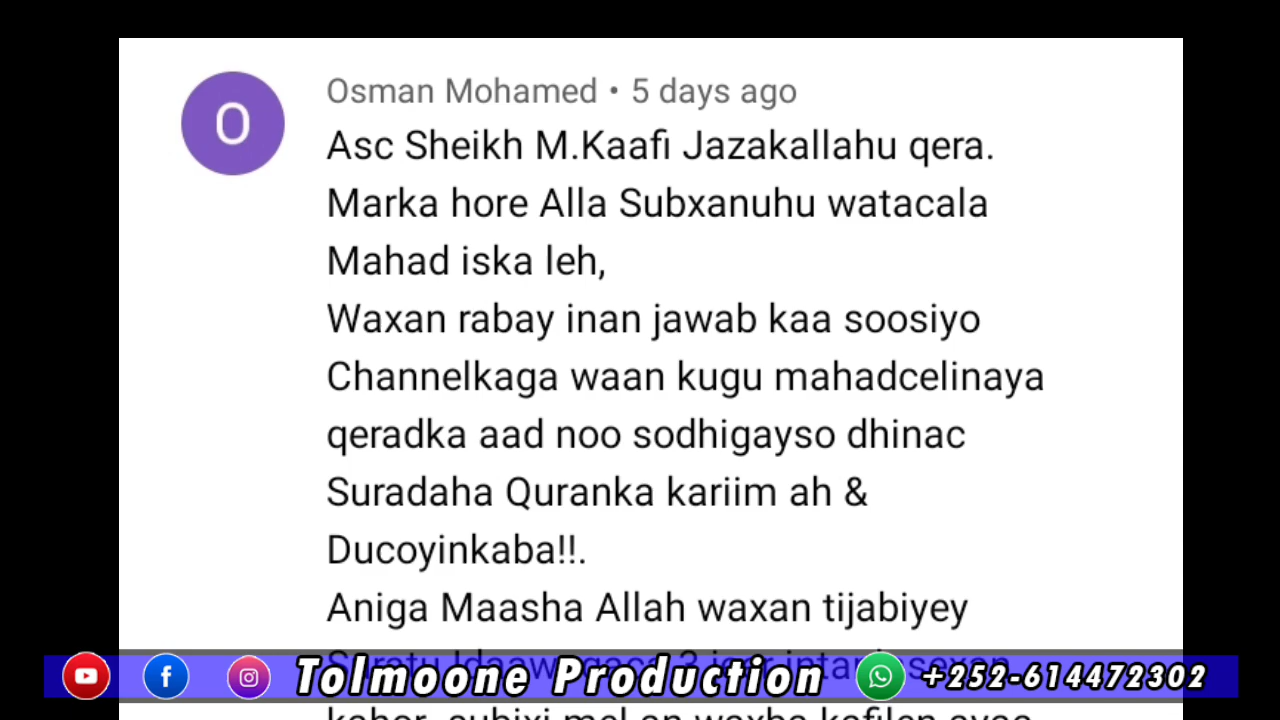 Osman Mohamed • 5 days ago
O
Asc Sheikh M.Kaafi Jazakallahu qera.
Marka hore Alla Subxanuhu watacala
Mahad iska leh,
Waxan rabay inan jawab kaa soosiyo
Channelkaga waan kugu mahadcelinaya
qeradka aad noo sodhigayso dhinac
Suradaha Quranka kariim ah &
Ducoyinkaba!!.
Aniga Maasha Allah waxan tijabiyey
Tolmoone Production +252-614472302